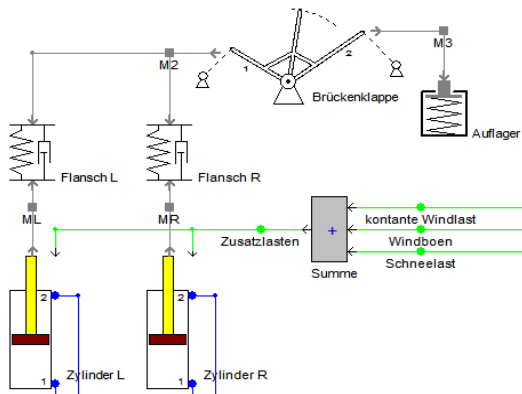 M2
1
2
M3
Brückenklappe
Auflager
Flansch L
Flansch R
ML
MR
kontante Windlast
Zusatzlasten
+
Windboen
Schneelast
Summe
2
2
Zylinder L
Zylinder R
1
1